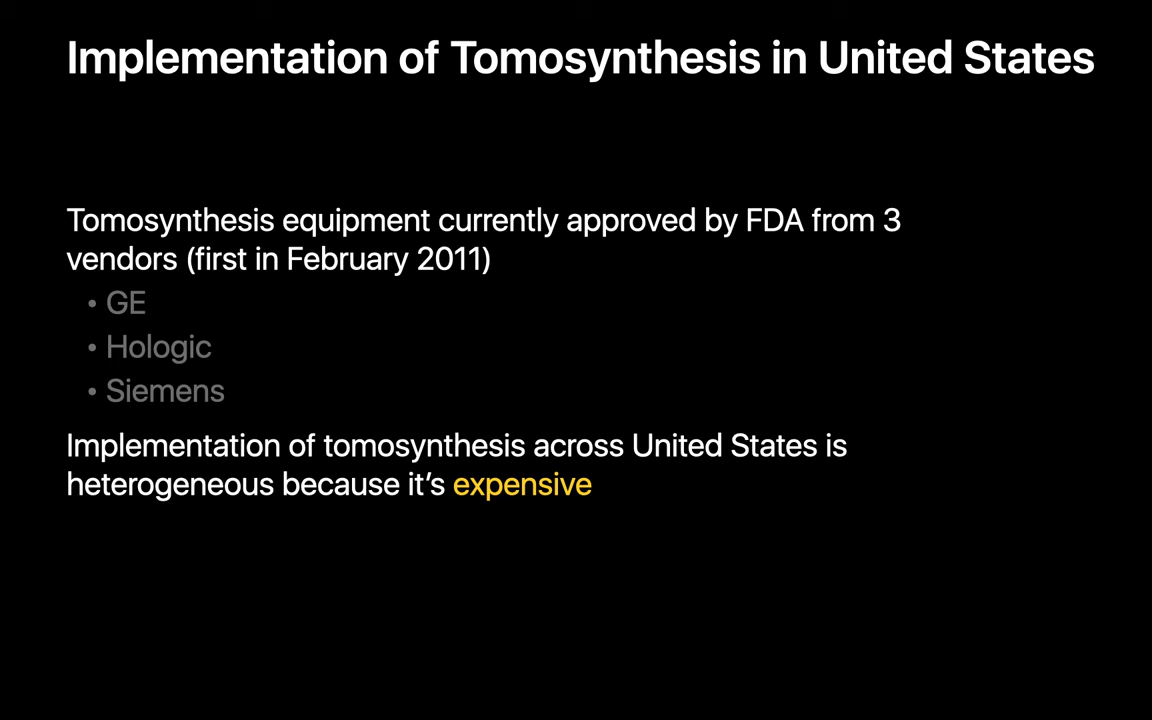 Implementation of Tomosynthesis in United States
Tomosynthesis equipment currently approved by FDA from 3
vendors (first in February 2011)
• GE
• Hologic
• Siemens
Implementation of tomosynthesis across United States is
heterogeneous because it’s expensive